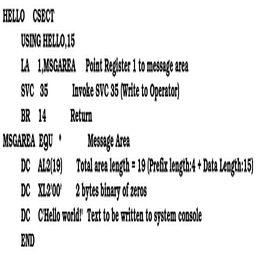 HELLO CSECT
USING HELLO,15
LA 1,MSGAREA Point Register 1 to message area
SVC 35 Invoke SVC 35 (Write to Operator)
BR 14 Return
MSGAREA EQU * Message Area
DC AL2(19) Total area length = 19 (Prefix length:4 + Data Length:15)
DC XL2'00' 2 bytes binary of zeros
DC C'Hello world!' Text to be written to system console
END